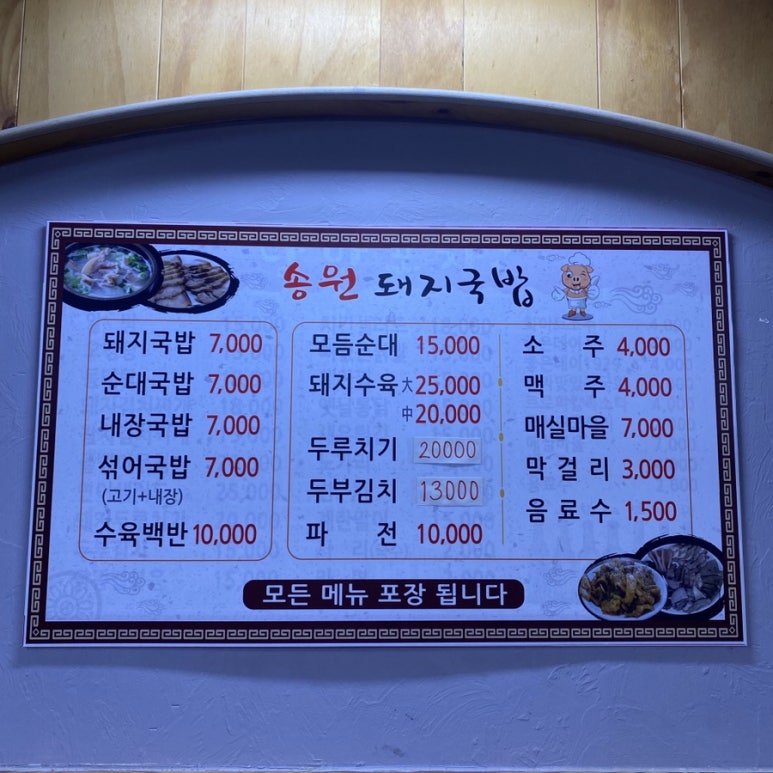 송원 돼지국밥
돼지국밥 7,000
순대국밥 7,000
내장국밥 7,000
섞어국밥 7,000
(고기+내장)
수육백반 10,000
모듬순대 15,000
돼지수육 大 25,000
中 20,000
두루치기 20000
두부김치 13000
파 전 10,000
소 주 4,000
맥 주 4,000
매실마을 7,000
막걸리 3,000
음료수 1,500
모든 메뉴 포장 됩니다